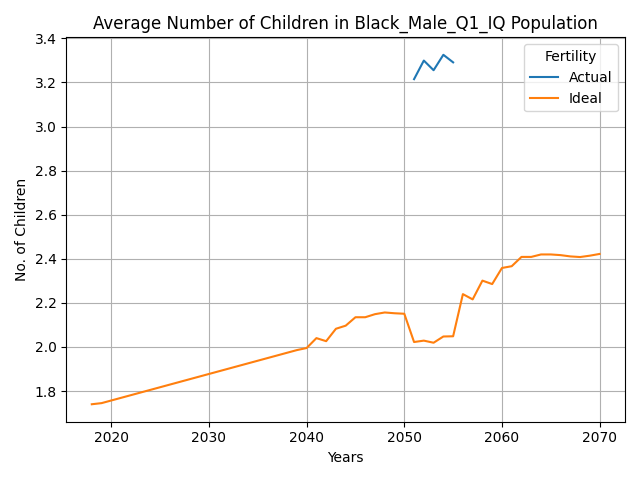 Average Number of Children in Black_Male_Q1_IQ Population
3.4
3.2
3.0
2.8
2.6
2.4
2.2
2.0
1.8
No. of Children
Fertility
Actual
Ideal
2020 2030 2040 2050 2060 2070
Years